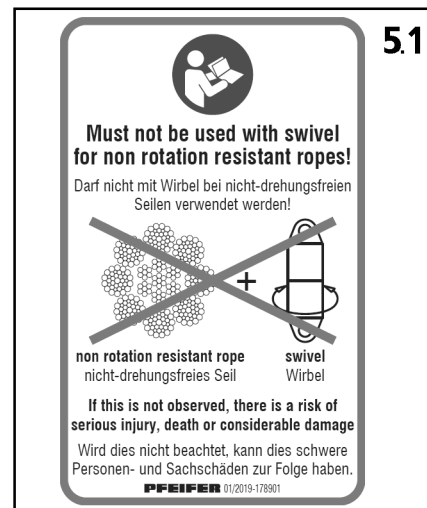 5.1
Must not be used with swivel
for non rotation resistant ropes!
Darf nicht mit Wirbel bei nicht-drehungsfreien
Seilen verwendet werden!
+
non rotation resistant rope swivel
nicht-drehungsfreies Seil Wirbel
If this is not observed, there is a risk of
serious injury, death or considerable damage
Wird dies nicht beachtet, kann dies schwere
Personen- und Sachschäden zur Folge haben.
PFEIFER 01/2019-178901